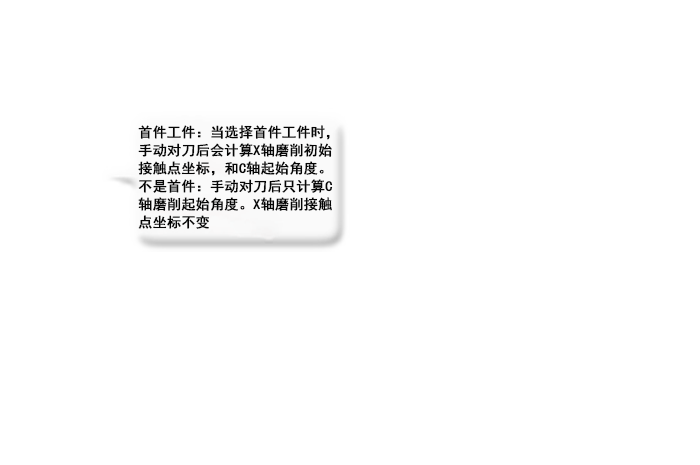 首件工件：当选择首件工件时，
手动对刀后会计算X轴磨削初始
接触点坐标，和C轴起始角度。
不是首件：手动对刀后只计算C
轴磨削起始角度。X轴磨削接触
点坐标不变